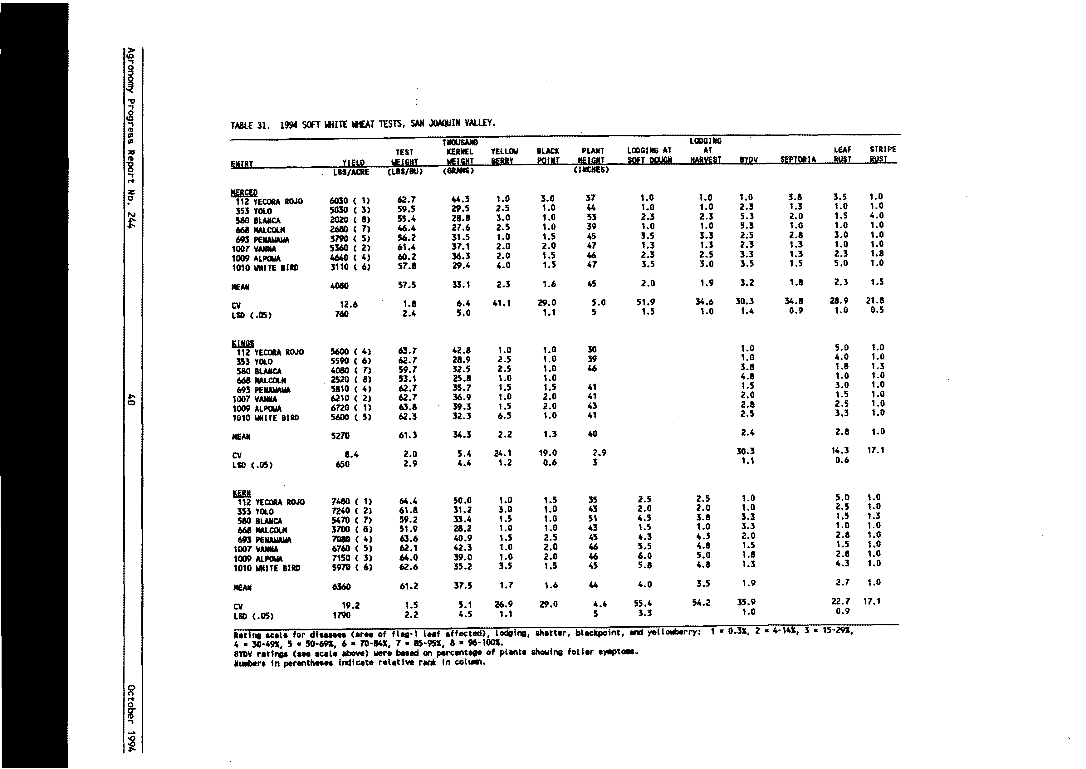 Agronomy Progress Report No. 244 40 October 1994
TABLE 31. 1994 SOFT WHITE WHEAT TESTS, SAN JOAQUIN VALLEY.
THOUSAND LODGING
TEST KERNEL YELLOW BLACK PLANT LODGING AT AT LEAF STRIPE
ENTRY YIELD WEIGHT WEIGHT BERRY POINT HEIGHT SOFT DOUGH HARVEST BYDV SEPTORIA RUST RUST
LBS/ACRE (LBS/BU) (GRAMS) (INCHES)
MERCED
112 YECORA ROJO 6030 ( 1) 62.7 44.3 1.0 3.0 37 1.0 1.0 1.0 3.8 3.5 1.0
353 YOLO 5030 ( 3) 59.5 29.5 2.5 1.0 44 1.0 1.0 2.3 1.3 1.0 1.0
580 BLANCA 2020 ( 8) 55.4 28.8 3.0 1.0 53 2.3 2.3 5.3 2.0 1.5 4.0
668 MALCOLM 2680 ( 7) 46.4 27.6 2.5 1.0 39 1.0 1.0 5.3 1.0 1.0 1.0
693 PENAWAWA 3790 ( 5) 56.2 31.5 1.0 1.5 45 3.5 3.3 2.5 2.8 3.0 1.0
1007 VANNA 5360 ( 2) 61.4 37.1 2.0 2.0 47 1.3 1.3 2.3 1.3 1.0 1.0
1009 ALPOWA 4640 ( 4) 60.2 36.3 2.0 1.5 46 2.3 2.5 3.3 1.3 2.3 1.8
1010 WHITE BIRD 3110 ( 6) 57.8 29.4 4.0 1.5 47 3.5 3.0 3.5 1.5 5.0 1.0
MEAN 4080 57.5 33.1 2.3 1.6 45 2.0 1.9 3.2 1.8 2.3 1.5
CV 12.6 1.8 6.4 41.1 29.0 5.0 51.9 34.6 30.3 34.8 28.9 21.8
LSD (.05) 760 2.4 5.0 1.1 5 1.5 1.0 1.4 0.9 1.0 0.5
KINGS
112 YECORA ROJO 5600 ( 4) 63.7 42.8 1.0 1.0 30 1.0 5.0 1.0
353 YOLO 5590 ( 6) 62.7 28.9 2.5 1.0 39 1.0 4.0 1.0
580 BLANCA 4080 ( 7) 59.7 32.5 2.5 1.0 46 3.8 1.8 1.3
668 MALCOLM 2520 ( 8) 53.1 25.8 1.0 1.0 4.8 1.0 1.0
693 PENAWAWA 5810 ( 4) 62.7 35.7 1.5 1.5 41 1.5 3.0 1.0
1007 VANNA 6210 ( 2) 62.7 36.9 1.0 2.0 41 2.0 1.5 1.0
1009 ALPOWA 6720 ( 1) 63.8 39.3 1.5 2.0 43 2.8 2.5 1.0
1010 WHITE BIRD 5600 ( 5) 62.3 32.3 6.5 1.0 41 2.5 3.3 1.0
MEAN 5270 61.3 34.3 2.2 1.3 40 2.4 2.8 1.0
CV 8.4 2.0 5.4 24.1 19.0 2.9 30.3 14.3 17.1
LSD (.05) 650 2.9 4.4 1.2 0.6 3 1.1 0.6
KERN
112 YECORA ROJO 7480 ( 1) 64.4 50.0 1.0 1.5 35 2.5 2.5 1.0 5.0 1.0
353 YOLO 7240 ( 2) 61.8 31.2 3.0 1.0 43 2.0 2.0 1.0 2.5 1.0
580 BLANCA 5470 ( 7) 59.2 33.4 1.5 1.0 51 4.5 3.8 3.3 1.5 1.3
668 MALCOLM 3700 ( 8) 51.9 28.2 1.0 1.0 43 1.5 1.0 3.3 1.0 1.0
693 PENAWAWA 7080 ( 4) 63.6 40.9 1.5 2.5 45 4.3 4.3 2.0 2.8 1.0
1007 VANNA 6760 ( 5) 62.1 42.3 1.0 2.0 46 5.5 4.8 1.5 1.5 1.0
1009 ALPOWA 7150 ( 3) 64.0 39.0 1.0 2.0 46 6.0 5.0 1.8 2.8 1.0
1010 WHITE BIRD 5970 ( 6) 62.6 35.2 3.5 1.5 45 5.8 4.8 1.3 4.3 1.0
MEAN 6360 61.2 37.5 1.7 1.6 44 4.0 3.5 1.9 2.7 1.0
CV 19.2 1.5 5.1 26.9 29.0 4.4 55.4 54.2 35.9 22.7 17.1
LSD (.05) 1790 2.2 4.5 1.1 5 3.3 1.0 0.9
Rating scale for diseases (area of flag-1 leaf affected), lodging, shatter, blackpoint, and yellowberry: 1 = 0.3%, 2 = 4-14%, 3 = 15-29%,
4 = 30-49%, 5 = 50-69%, 6 = 70-84%, 7 = 85-95%, 8 = 96-100%.
BYDV ratings (see scale above) were based on percentage of plants showing foliar symptoms.
Numbers in parentheses indicate relative rank in column.